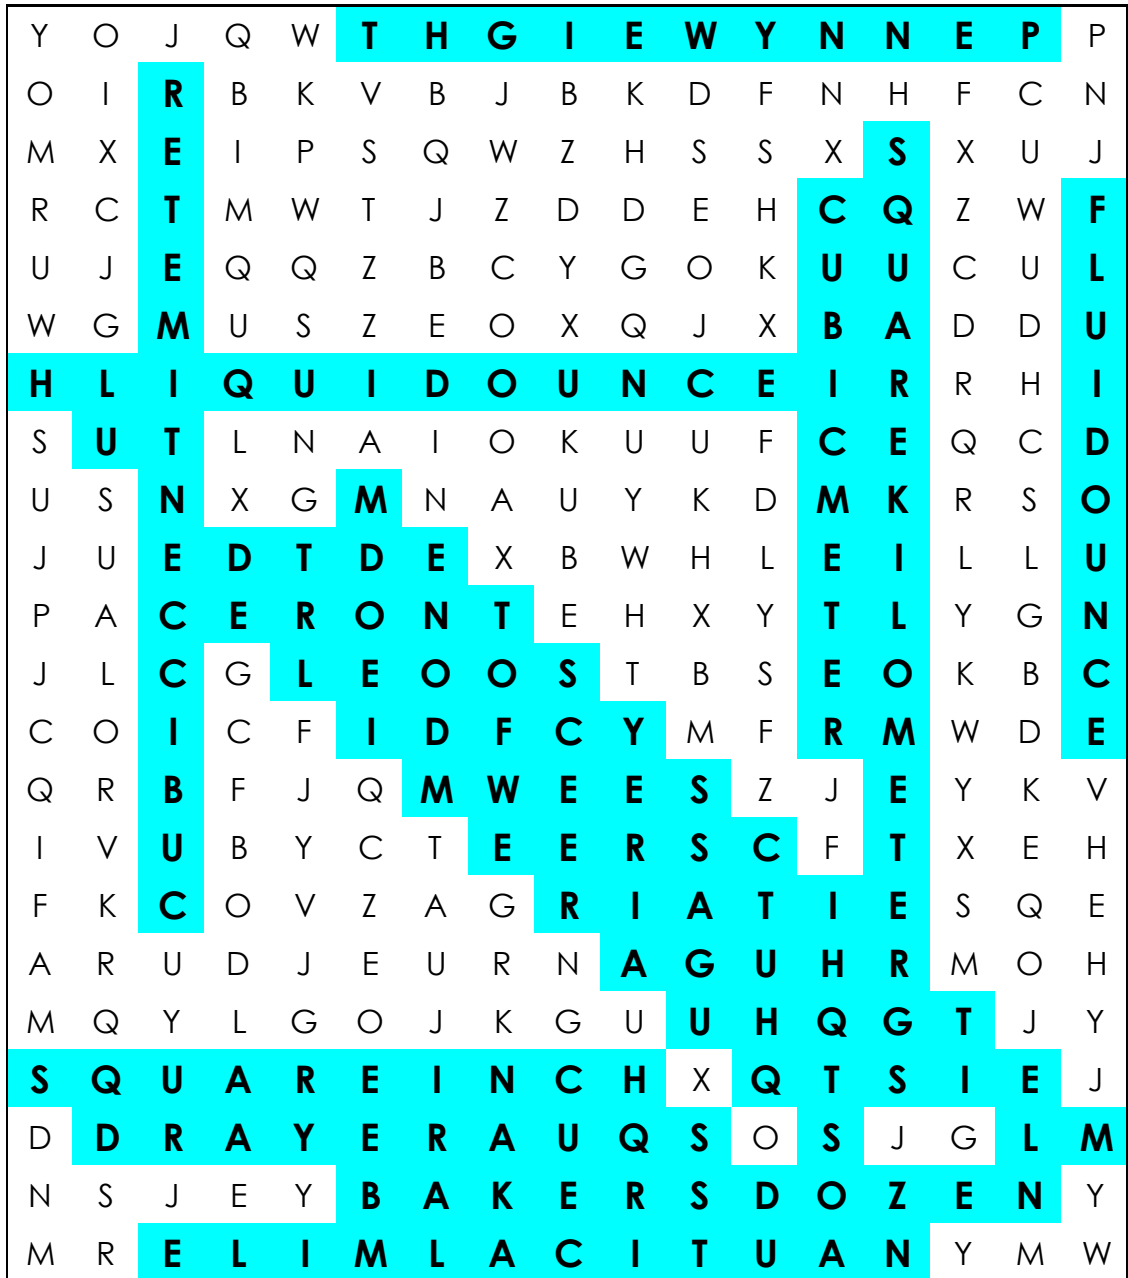 Y O J Q W T H G I E W Y N N E P P
O I R B K V B J B K D F N H F C N
M X E I P S Q W Z H S S X S X U J
R C T M W T J Z D D E H C Q Z W F
U J E Q Q Z B C Y G O K U U C U L
W G M U S Z E O X Q J X B A D D U
H L I Q U I D O U N C E I R R H I
S U T L N A I O K U U F C E Q C D
U S N X G M N A U Y K D M K R S O
J U E D T D E X B W H L E I L L U
P A C E R O N T E H X Y T L Y G N
J L C G L E O O S T B S E O K B C
C O I C F I D F C Y M F R M W D E
Q R B F J Q M W E E S Z J E Y K V
I V U B Y C T E E R S C F T X E H
F K C O V Z A G R I A T I E S Q E
A R U D J E U R N A G U H R M O H
M Q Y L G O J K G U U H Q G T J Y
S Q U A R E I N C H X Q T S I E J
D D R A Y E R A U Q S O S J G L M
N S J E Y B A K E R S D O Z E N Y
M R E L I M L A C I T U A N Y M W